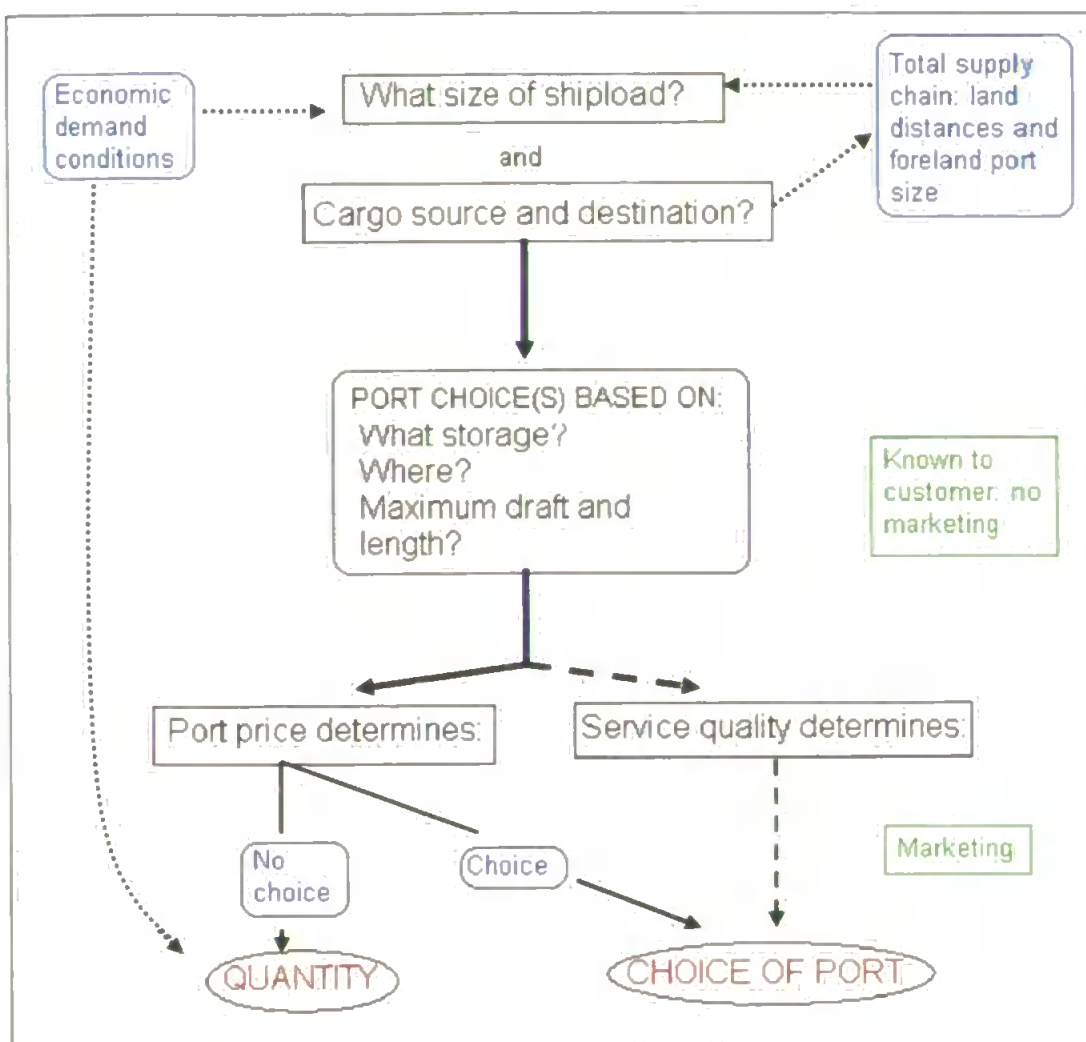 Economic
demand
conditions
What size of shipload?
Total supply
chain: land
distances and
foreland port
size
and
Cargo source and destination?
PORT CHOICE(S) BASED ON:
What storage?
Where?
Maximum draft and
length?
Known to
customer: no
marketing
Port price determines:
Service quality determines:
No
choice
Choice
Marketing
QUANTITY
CHOICE OF PORT